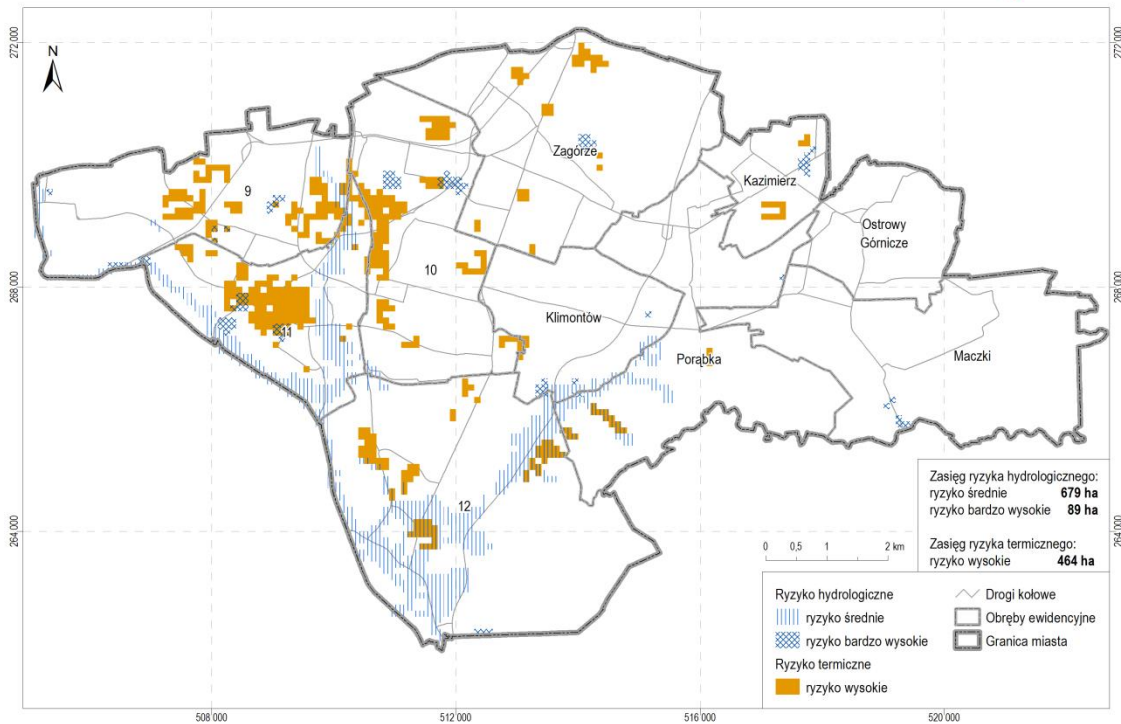 272 000
272 000
N
Zagórze
9
Kazimierz
Ostrowy
Górnicze
10
268 000
268 000
Klimontów
11
Porąbka
Maczki
12
264 000
264 000
Zasięg ryzyka hydrologicznego:
ryzyko średnie 679 ha
ryzyko bardzo wysokie 89 ha
Zasięg ryzyka termicznego:
ryzyko wysokie 464 ha
0 0,5 1 2 km
Ryzyko hydrologiczne
ryzyko średnie
ryzyko bardzo wysokie
Ryzyko termiczne
ryzyko wysokie
Drogi kołowe
Obręby ewidencyjne
Granica miasta
508 000
512 000
516 000
520 000